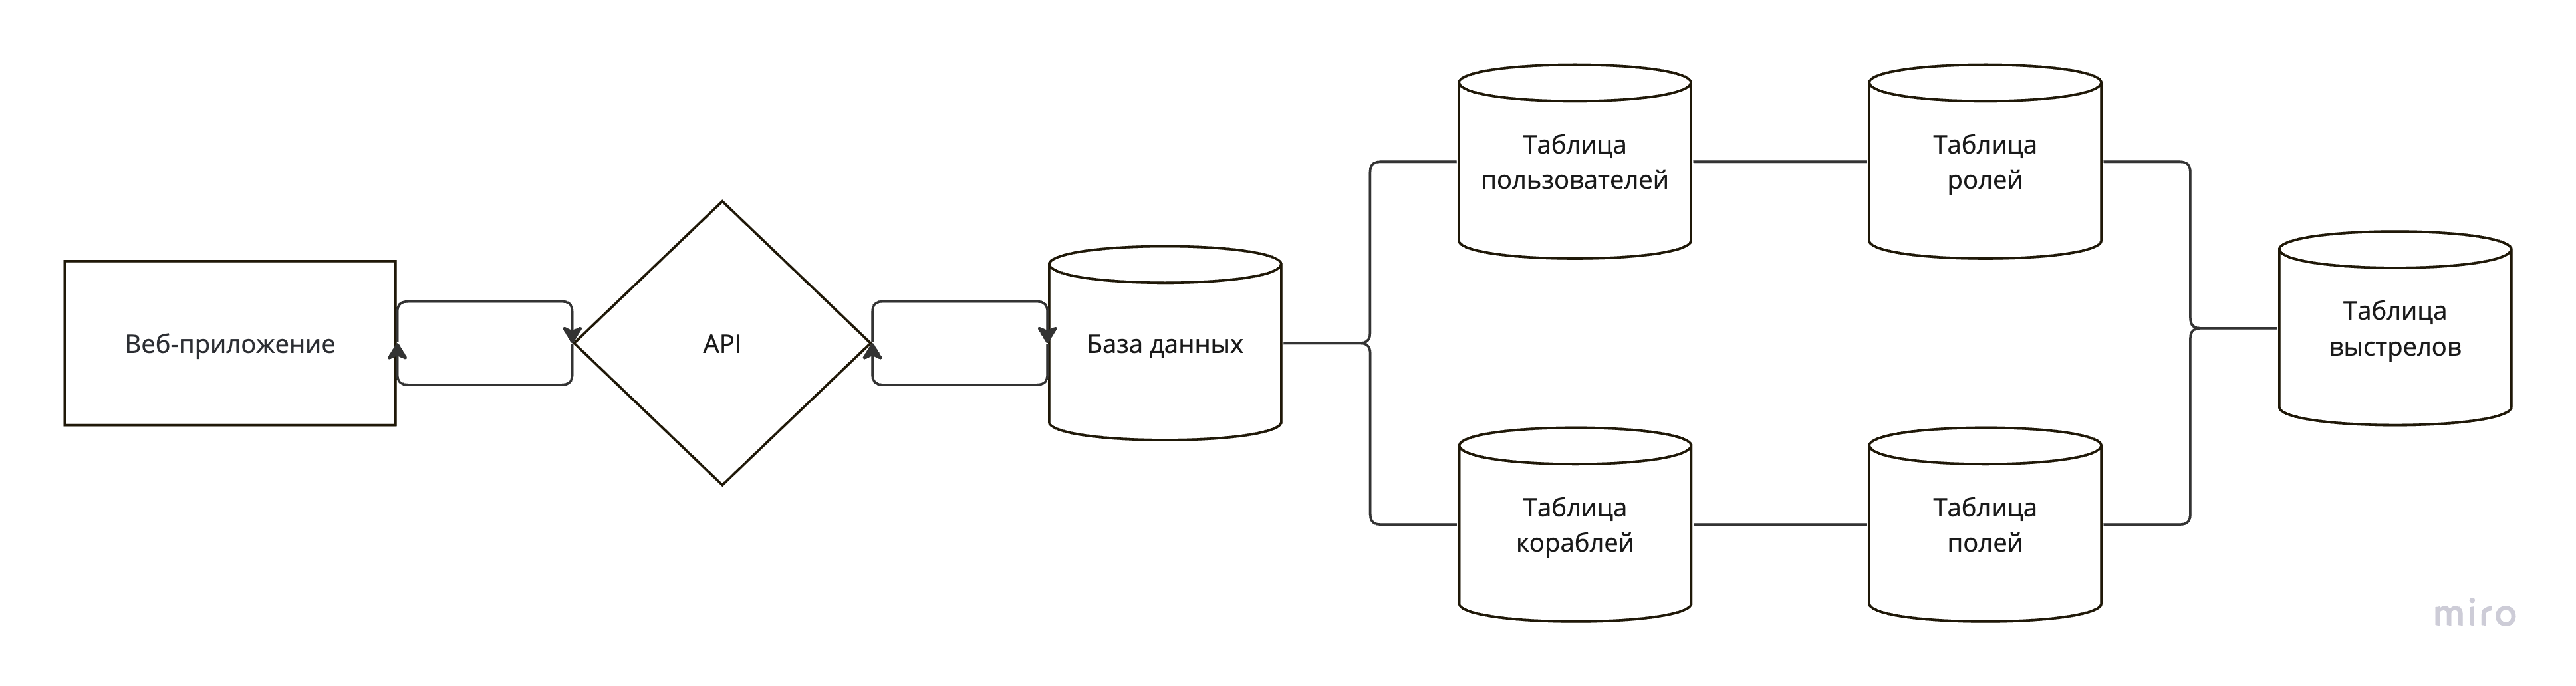 Веб-приложение
API
База данных
Таблица
пользователей
Таблица
ролей
Таблица
кораблей
Таблица
полей
Таблица
выстрелов
miro